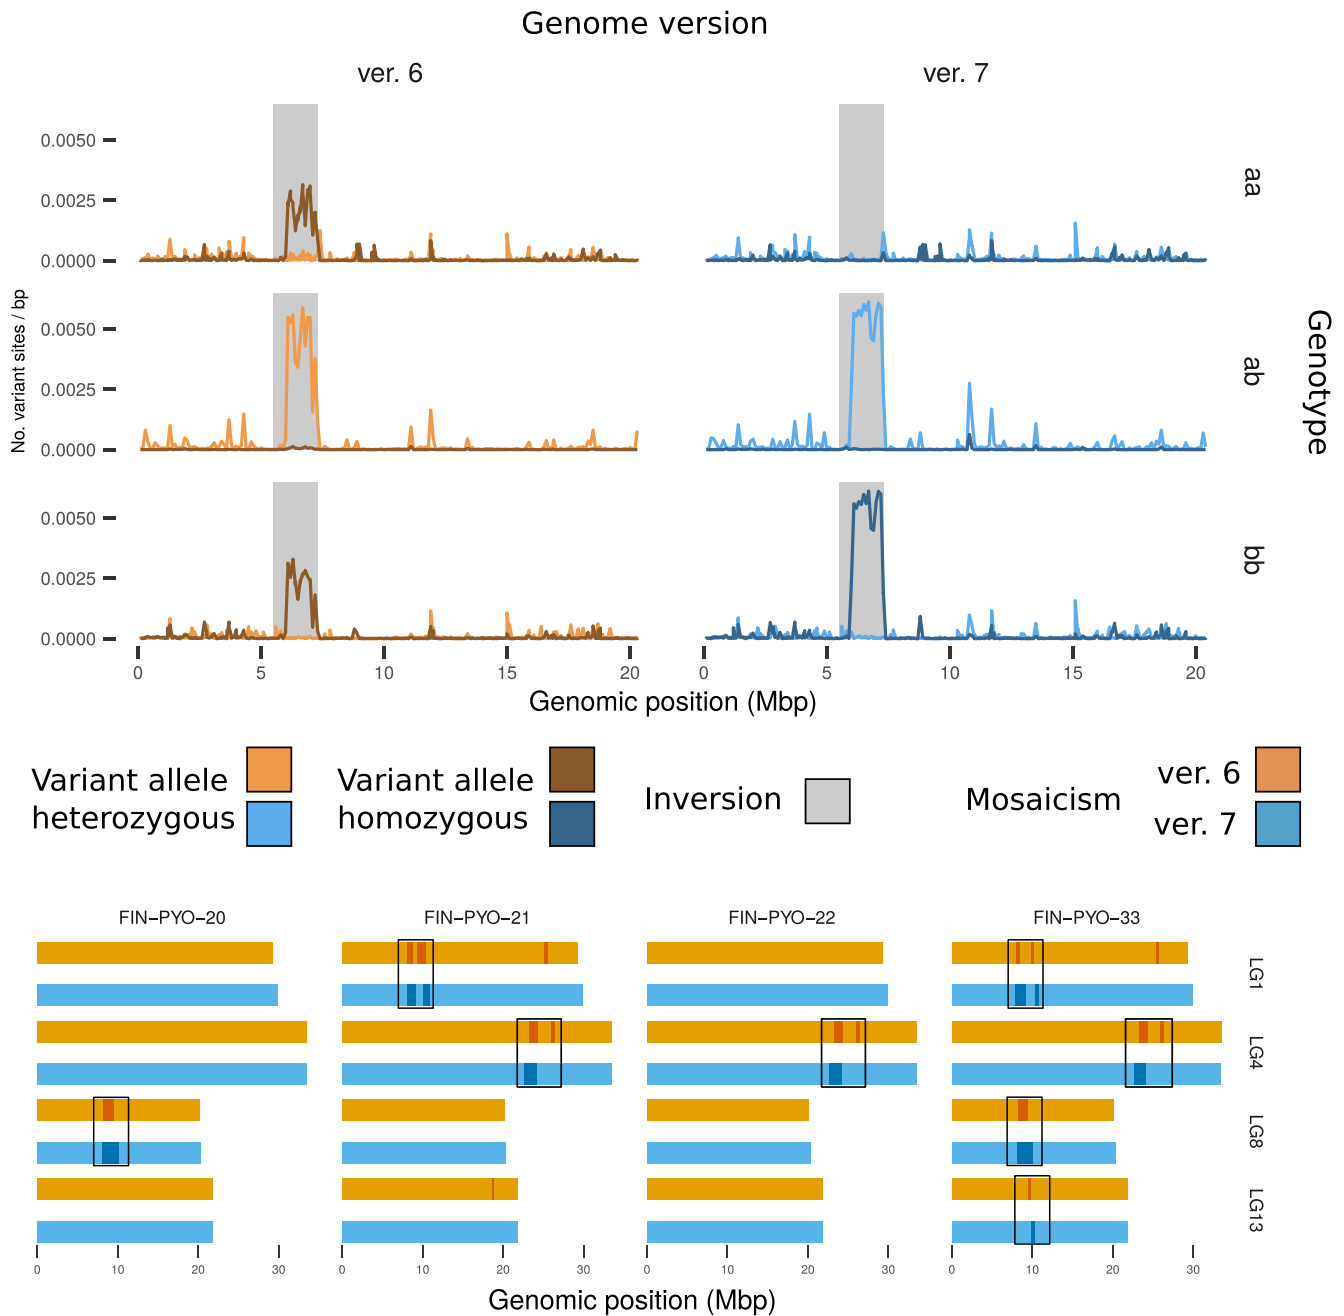 Genome version
ver. 6
ver. 7
0.0050
0.0025
0.0000
aa
No. variant sites / bp
0.0050
0.0025
0.0000
ab
Genotype
0.0050
0.0025
0.0000
bb
0 5 10 15 20
0 5 10 15 20
Genomic position (Mbp)
Variant allele
heterozygous
Variant allele
homozygous
Inversion
Mosaicism
ver. 6
ver. 7
FIN−PYO−20
FIN−PYO−21
FIN−PYO−22
FIN−PYO−33
LG1
LG4
LG8
LG13
0 10 20 30
0 10 20 30
0 10 20 30
0 10 20 30
Genomic position (Mbp)